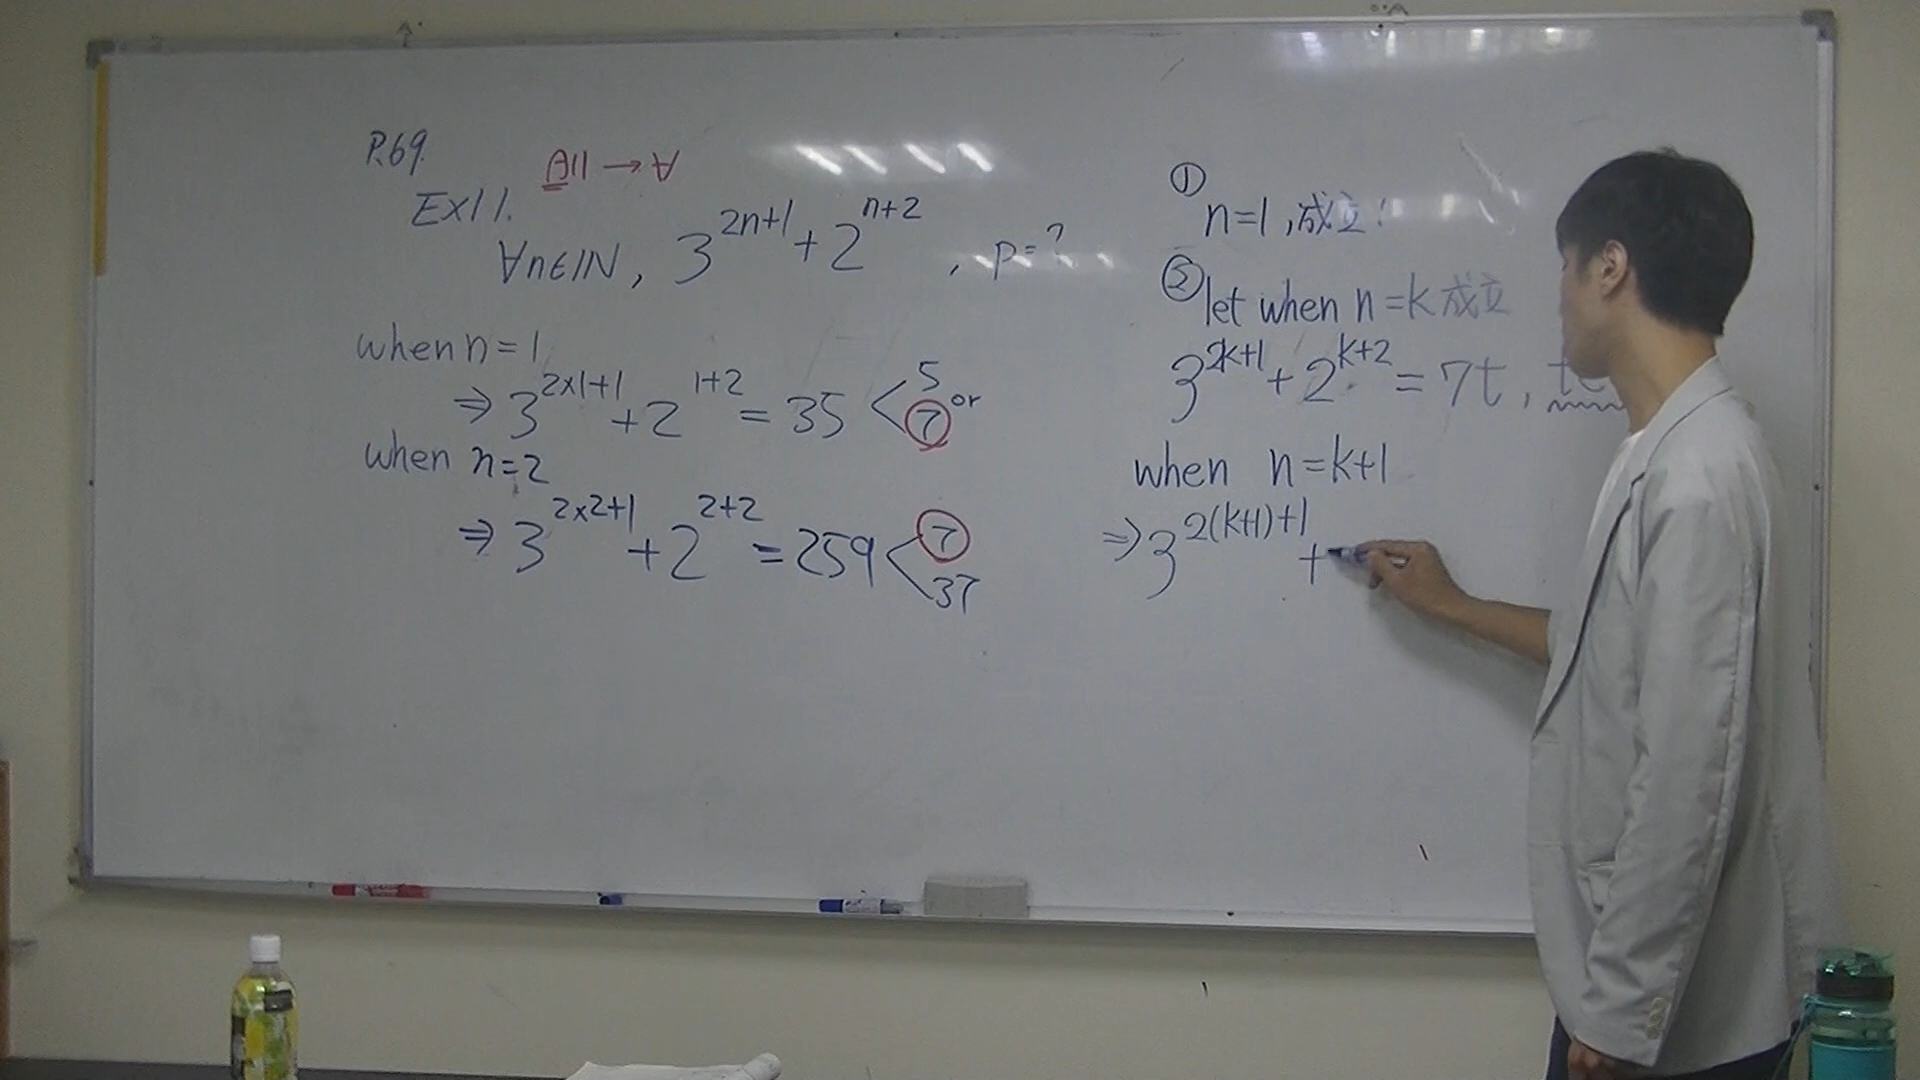 P.69.
All → ∀
EX11.
∀n∈IN, 3^{2n+1} + 2^{n+2}, p=?
when n=1
⇒ 3^{2×1+1} + 2^{1+2} = 35 < 5 or 7
when n=2
⇒ 3^{2×2+1} + 2^{2+2} = 259 < 7 37
① n=1,成立!
② let when n=k 成立
3^{2k+1} + 2^{k+2} = 7t, t∈
when n=k+1
⇒ 3^{2(k+1)+1} +